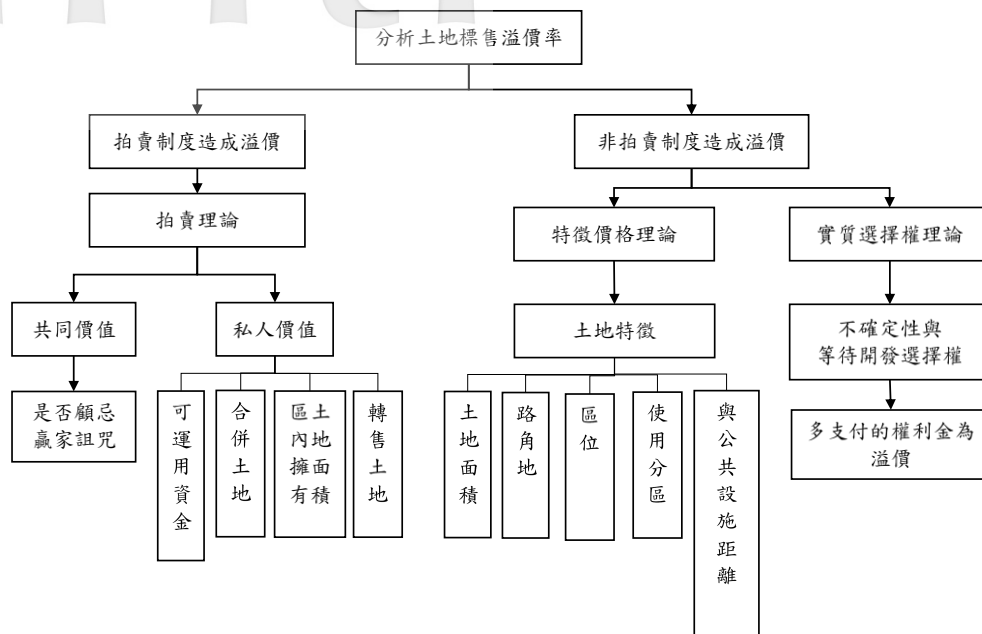 分析土地標售溢價率
拍賣制度造成溢價
非拍賣制度造成溢價
拍賣理論
特徵價格理論
實質選擇權理論
共同價值
私人價值
土地特徵
不確定性與
等待開發選擇權
是否顧忌
贏家詛咒
可運用資金
合併土地
土地面積
區內擁有
轉售土地
土地面積
路角地
區位
使用分區
與公共設施距離
多支付的權利金為
溢價